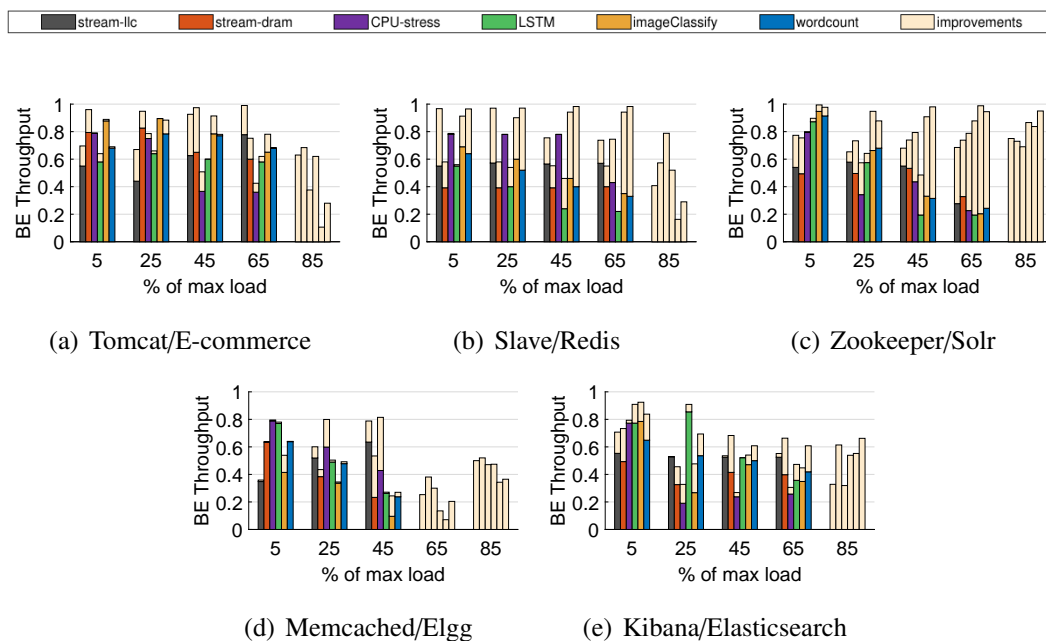 stream-llc stream-dram CPU-stress LSTM imageClassify wordcount improvements
BE Throughput
1
0.8
0.6
0.4
0.2
0
5 25 45 65 85
% of max load
(a) Tomcat/E-commerce
BE Throughput
1
0.8
0.6
0.4
0.2
0
5 25 45 65 85
% of max load
(b) Slave/Redis
BE Throughput
1
0.8
0.6
0.4
0.2
0
5 25 45 65 85
% of max load
(c) Zookeeper/Solr
BE Throughput
1
0.8
0.6
0.4
0.2
0
5 25 45 65 85
% of max load
(d) Memcached/Elgg
BE Throughput
1
0.8
0.6
0.4
0.2
0
5 25 45 65 85
% of max load
(e) Kibana/Elasticsearch